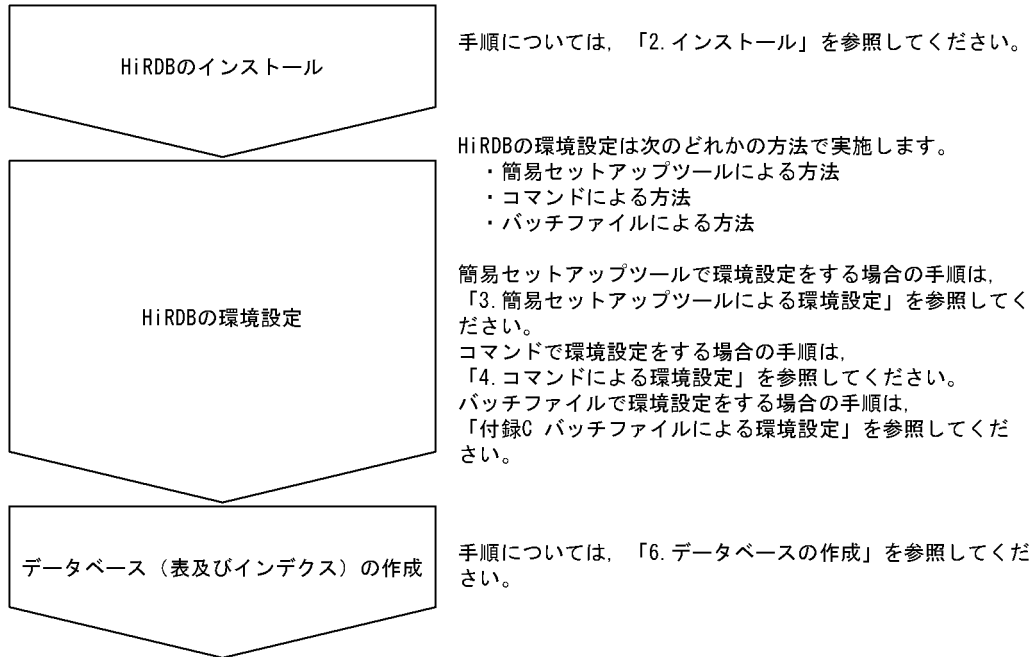 HiRDBのインストール
手順については,「2.インストール」を参照してください。
HiRDBの環境設定
HiRDBの環境設定は次のどれかの方法で実施します。
・簡易セットアップツールによる方法
・コマンドによる方法
・バッチファイルによる方法
簡易セットアップツールで環境設定をする場合の手順は,
「3.簡易セットアップツールによる環境設定」を参照してく
ださい。
コマンドで環境設定をする場合の手順は,
「4.コマンドによる環境設定」を参照してください。
バッチファイルで環境設定をする場合の手順は,
「付録C バッチファイルによる環境設定」を参照してくだ
さい。
データベース（表及びインデクス）の作成
手順については,「6.データベースの作成」を参照してくだ
さい。